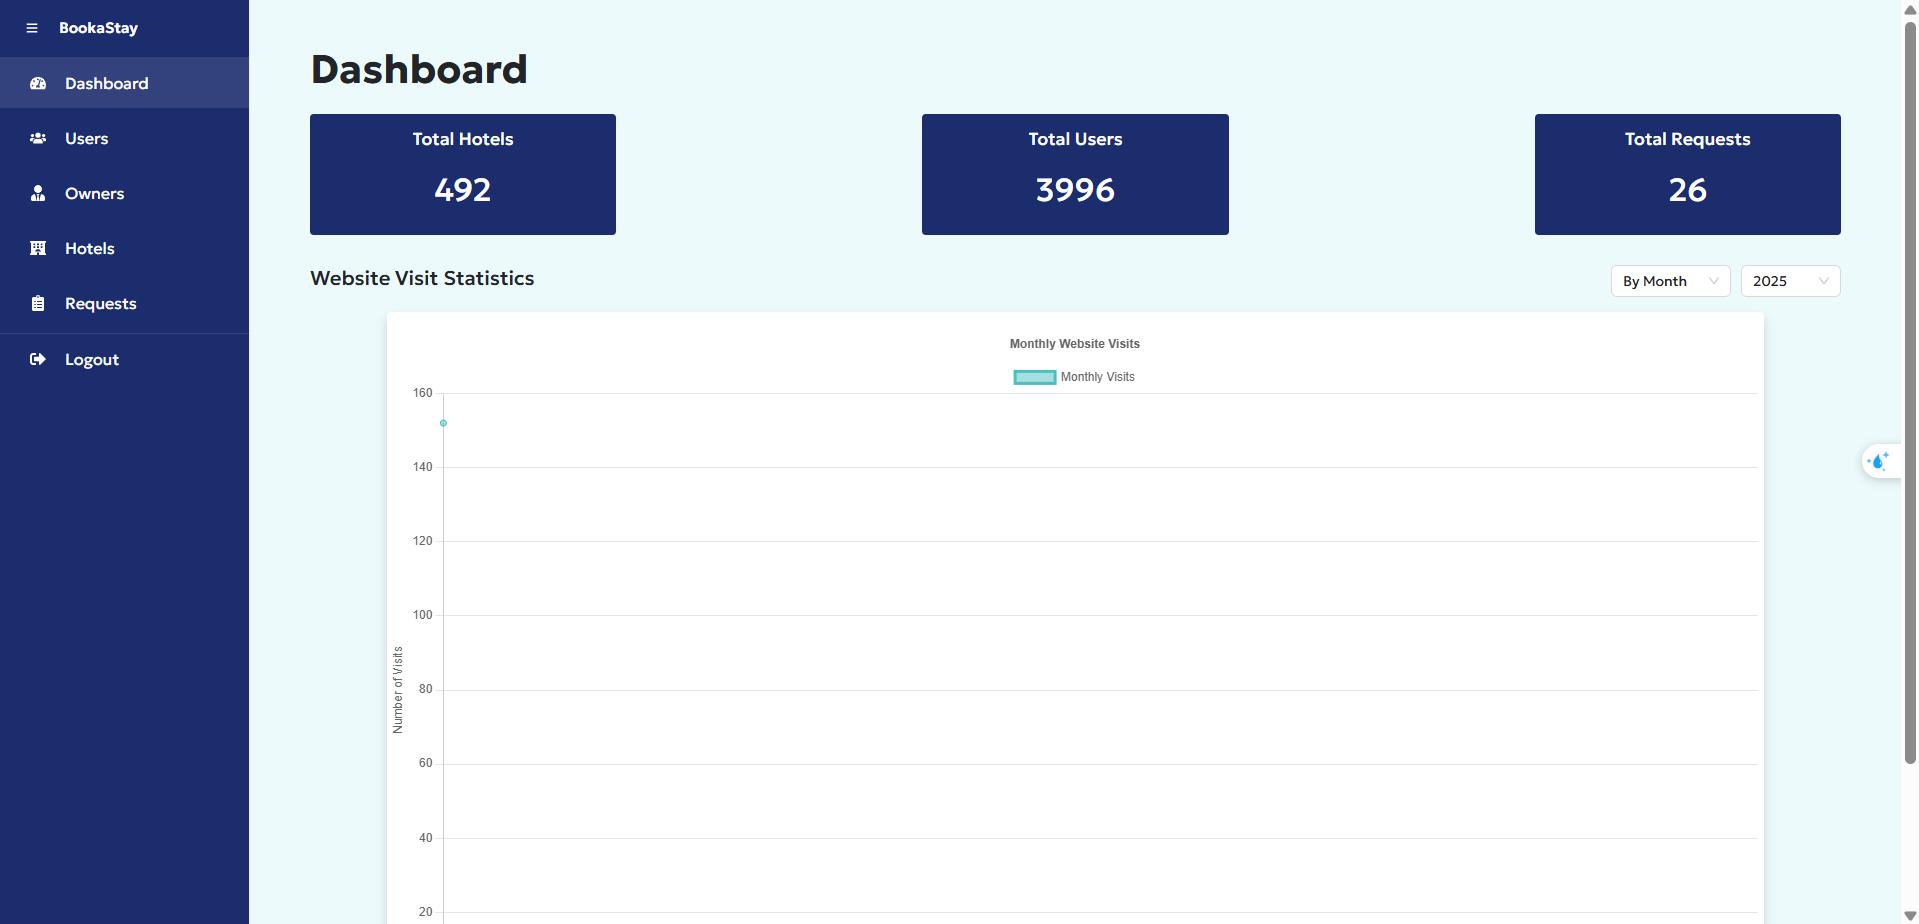 BookaStay
Dashboard
Users
Owners
Hotels
Requests
Logout
Dashboard
Total Hotels
492
Total Users
3996
Total Requests
26
Website Visit Statistics
By Month
2025
Monthly Website Visits
Monthly Visits
160
140
120
100
80
60
40
20
Number of Visits